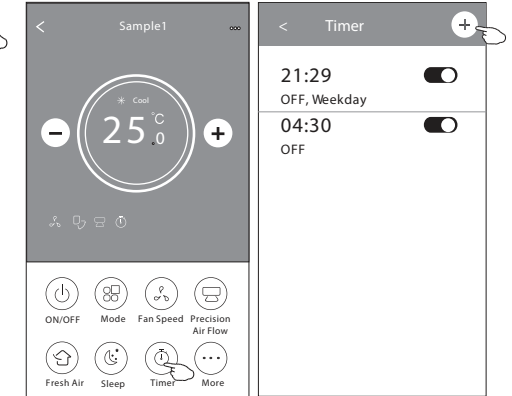 Sample1
Cool
25.0 °C
ON/OFF
Mode
Fan Speed
Precision
Air Flow
Fresh Air
Sleep
Timer
More
< Timer +
21:29
OFF, Weekday
04:30
OFF